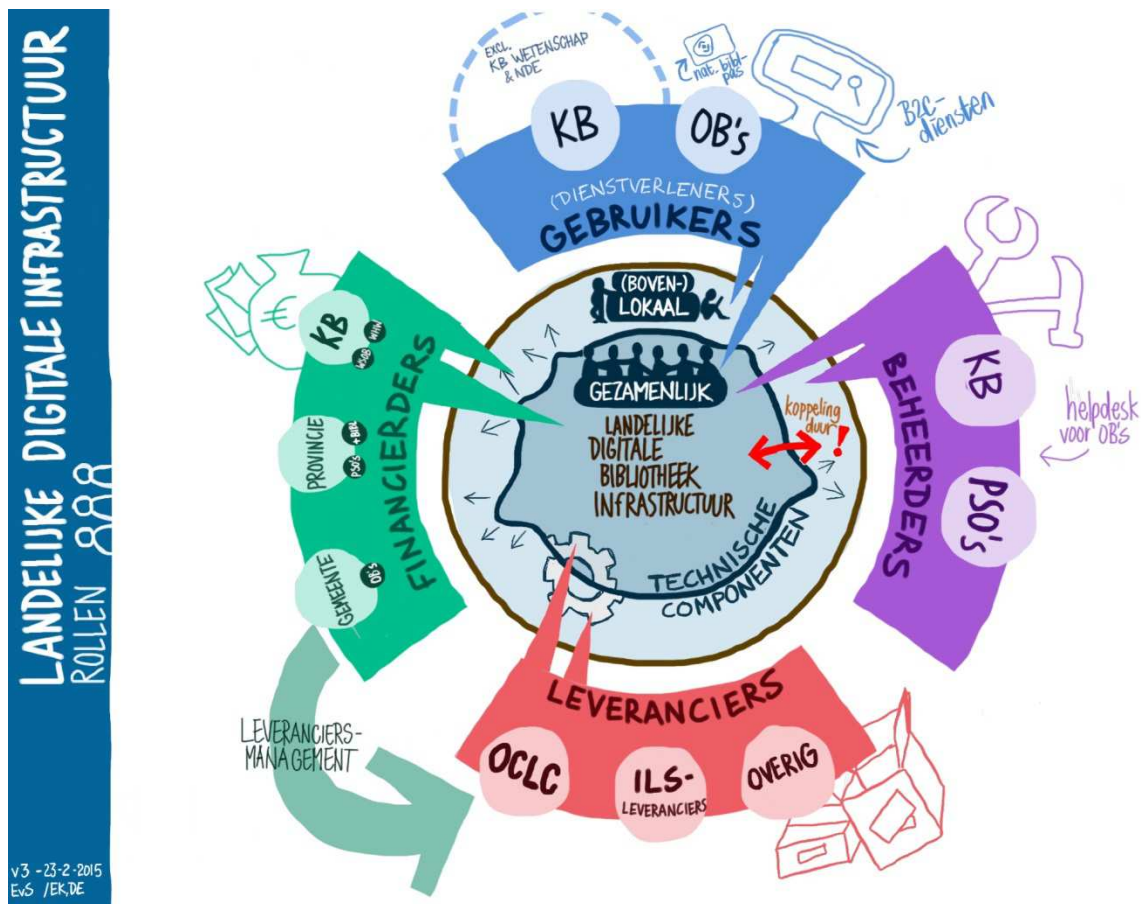 LANDELIJKE DIGITALE INFRASTRUCTUUR
ROLLEN
v3 -23-2-2015
EvS /EK,DE
EXCL.
KB WETENSCHAP
& NDE
KB
OB's
nat. bibl-
pas
B2C-
diensten
(DIENSTVERLENERS)
GEBRUIKERS
KB
WSOB
WHW
PROVINCIE
PSO'S
+BIBL
GEMEENTE
OB's
FINANCIERDERS
(BOVEN-)
LOKAAL
GEZAMENLIJK
LANDELIJKE
DIGITALE
BIBLIOTHEEK
INFRASTRUCTUUR
koppeling
duur
!
TECHNISCHE
COMPONENTEN
KB
PSO's
BEHEERDERS
helpdesk
voor OB's
LEVERANCIERS-
MANAGEMENT
LEVERANCIERS
OCLC
ILS-
LEVERANCIERS
OVERIG